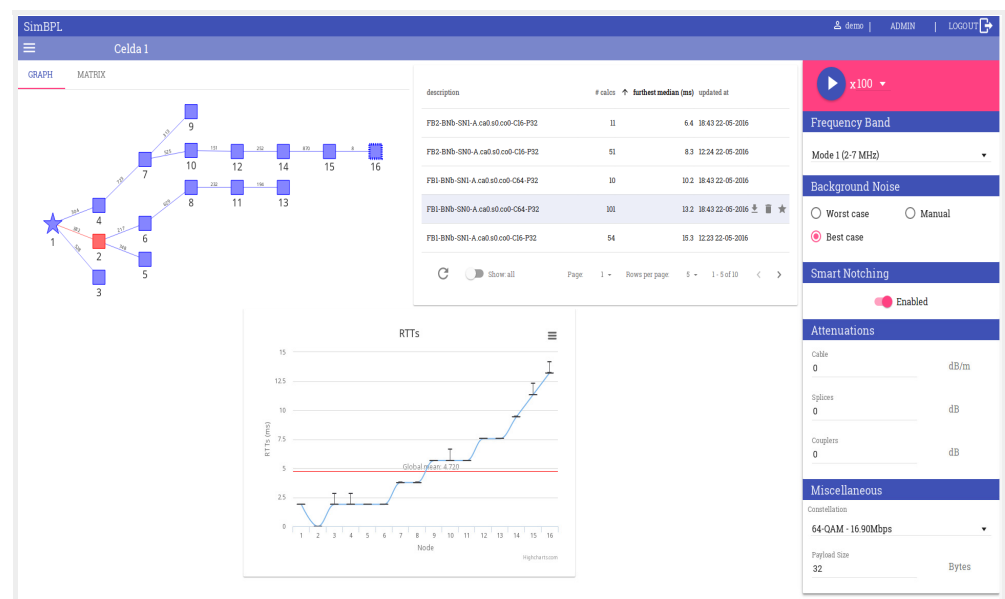 SimBPL
demo | ADMIN | LOGOUT
Celda 1
GRAPH MATRIX
9
10
12
14
15
16
7
8
11
13
4
1
2
6
5
3
description # calcs furthest median (ms) updated at
FB2-BNb-SN1-A.ca0.s0.co0-C16-P32 11 6.4 18:43 22-05-2016
FB2-BNb-SN1-A.ca0.s0.co0-C16-P32 51 8.3 12:24 22-05-2016
FB1-BNb-SN1-A.ca0.s0.co0-C64-P32 10 10.2 18:43 22-05-2016
FB1-BNb-SN0-A.ca0.s0.co0-C64-P32 101 13.2 18:43 22-05-2016
FB1-BNb-SN1-A.ca0.s0.co0-C16-P32 54 15.3 12:23 22-05-2016
Show all Page: 1 Rows per page: 5 1 - 5 of 10
RTTs
15
12.5
10
7.5
5
2.5
0
RTTs (ms)
Global mean: 4.720
1 2 3 4 5 6 7 8 9 10 11 12 13 14 15 16
Node
Highcharts.com
x100
Frequency Band
Mode 1 (2-7 MHz)
Background Noise
Worst case Manual
Best case
Smart Notching
Enabled
Attenuations
Cable
0 dB/m
Splices
0 dB
Couplers
0 dB
Miscellaneous
Constellation
64-QAM - 16.90Mbps
Payload Size
32 Bytes